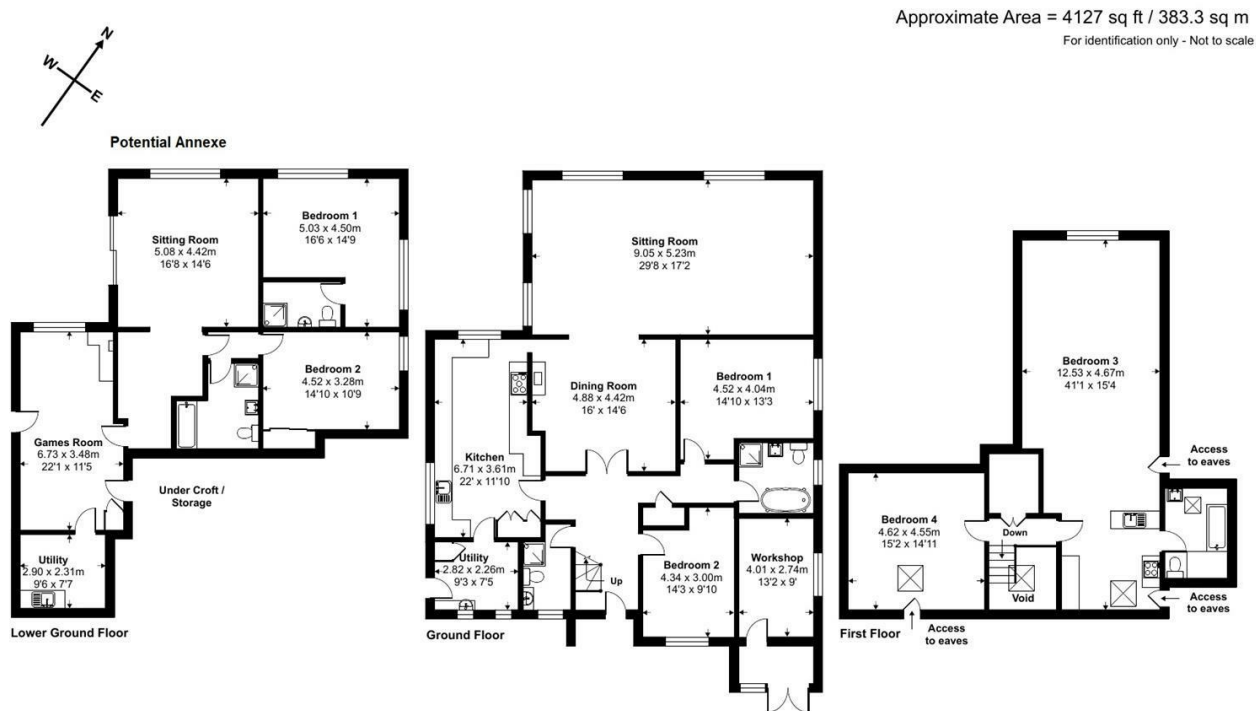 Approximate Area = 4127 sq ft / 383.3 sq m
For identification only - Not to scale
N
W
E
Potential Annexe
Sitting Room
5.08 x 4.42m
16'8 x 14'6
Bedroom 1
5.03 x 4.50m
16'6 x 14'9
Bedroom 2
4.52 x 3.28m
14'10 x 10'9
Games Room
6.73 x 3.48m
22'1 x 11'5
Under Croft /
Storage
Utility
2.90 x 2.31m
9'6 x 7'7
Lower Ground Floor
Sitting Room
9.05 x 5.23m
29'8 x 17'2
Dining Room
4.88 x 4.42m
16' x 14'6
Bedroom 1
4.52 x 4.04m
14'10 x 13'3
Kitchen
6.71 x 3.61m
22' x 11'10
Utility
2.82 x 2.26m
9'3 x 7'5
Up
Bedroom 2
4.34 x 3.00m
14'3 x 9'10
Workshop
4.01 x 2.74m
13'2 x 9'
Ground Floor
Bedroom 3
12.53 x 4.67m
41'1 x 15'4
Access
to eaves
Bedroom 4
4.62 x 4.55m
15'2 x 14'11
Down
Void
Access
to eaves
First Floor
Access
to eaves